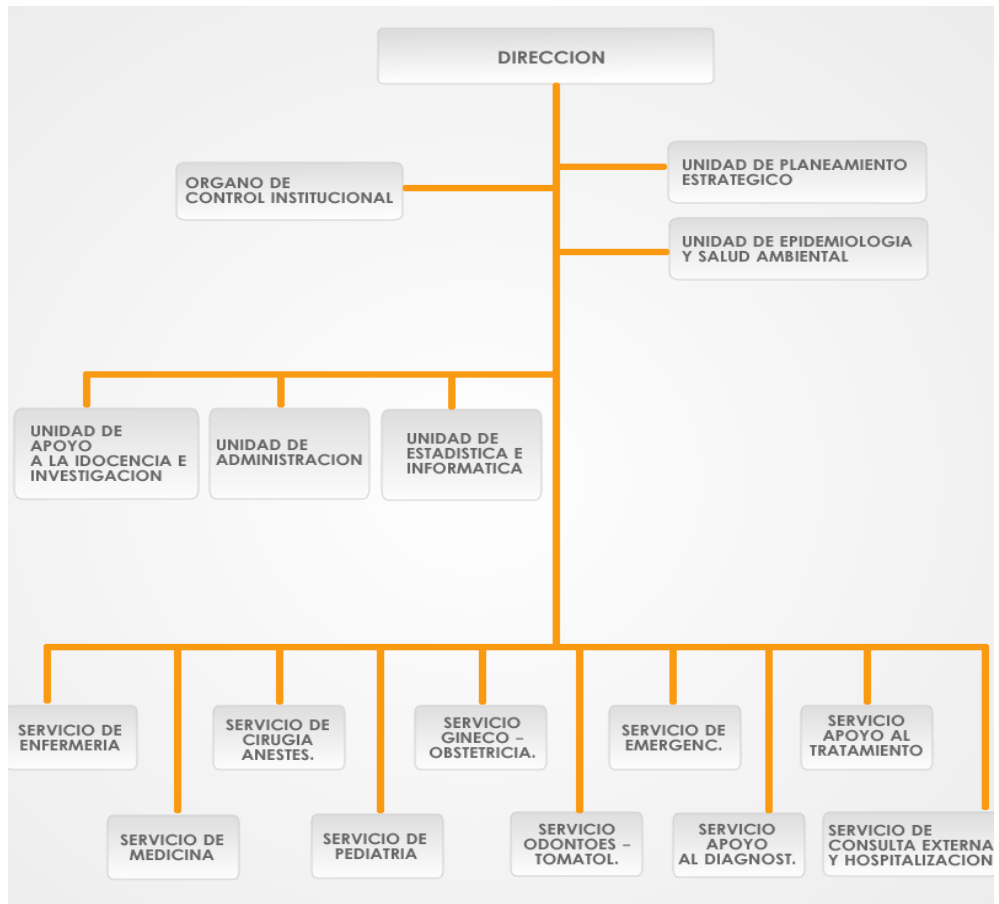 DIRECCION
ORGANO DE
CONTROL INSTITUCIONAL
UNIDAD DE PLANEAMIENTO
ESTRATEGICO
UNIDAD DE EPIDEMIOLOGIA
Y SALUD AMBIENTAL
UNIDAD DE
APOYO
A LA IDOCENCIA E
INVESTIGACION
UNIDAD DE
ADMINISTRACION
UNIDAD DE
ESTADISTICA E
INFORMATICA
SERVICIO DE
ENFERMERIA
SERVICIO DE
CIRUGIA
ANESTES.
SERVICIO
GINECO –
OBSTETRICIA.
SERVICIO DE
EMERGENC.
SERVICIO
APOYO AL
TRATAMIENTO
SERVICIO DE
MEDICINA
SERVICIO DE
PEDIATRIA
SERVICIO
ODONTOES –
TOMATOL.
SERVICIO
APOYO
AL DIAGNOST.
SERVICIO DE
CONSULTA EXTERNA
Y HOSPITALIZACION